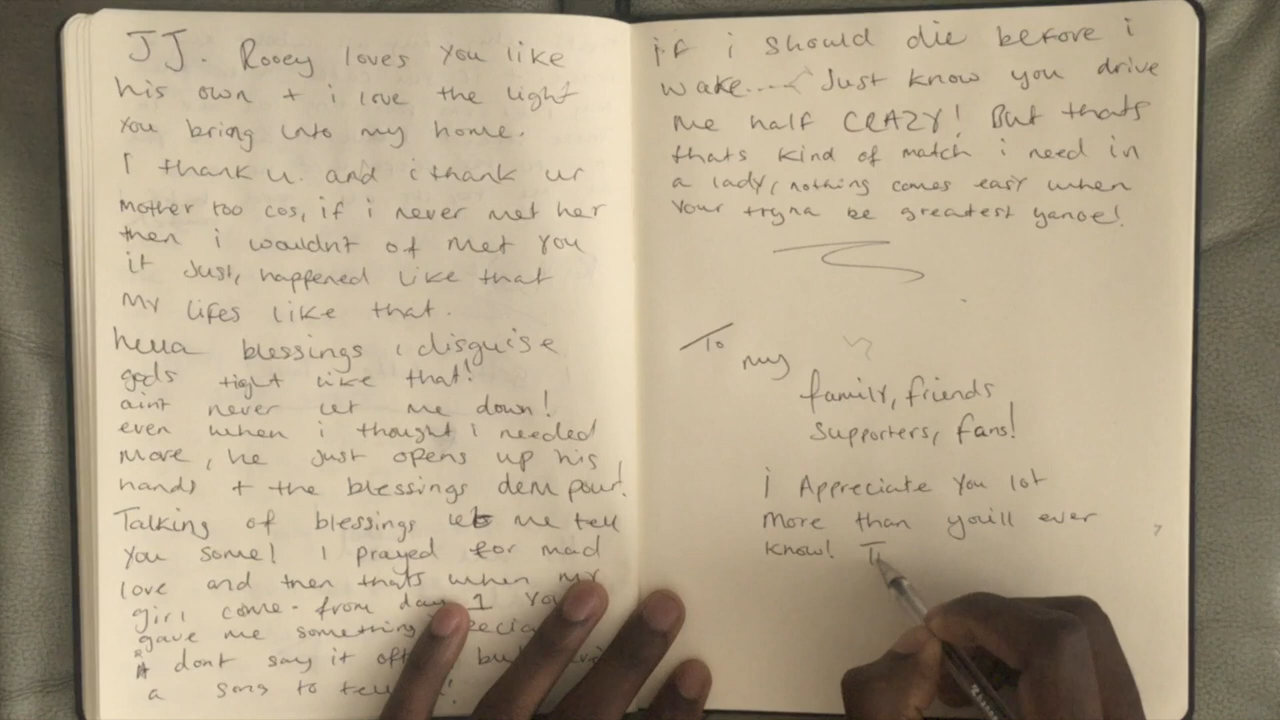 JJ. Rooey loves you like
his own + i love the light
you bring into my home.
I thank u. and i thank ur
mother too cos, if i never met her
then i wouldnt of met you
it just, happened like that
my lifes like that.
hella blessings i disguise
gods tight like that!
aint never let me down!
even when i thought i needed
more, he just opens up his
hands + the blessings dem pour!
Talking of blessings let me tell
you some! I prayed for mad
love and then thats when my
girl come. from day 1 you
gave me something
dont say it but
a song to
if i should die before i
wake.... Just know you drive
me half CRAZY! But thats
thats kind of match i need in
a lady, nothing comes easy when
your tryna be greatest yanoe!
To
my
family, friends
supporters, fans!
i Appreciate you lot
more than you'll ever
know! T